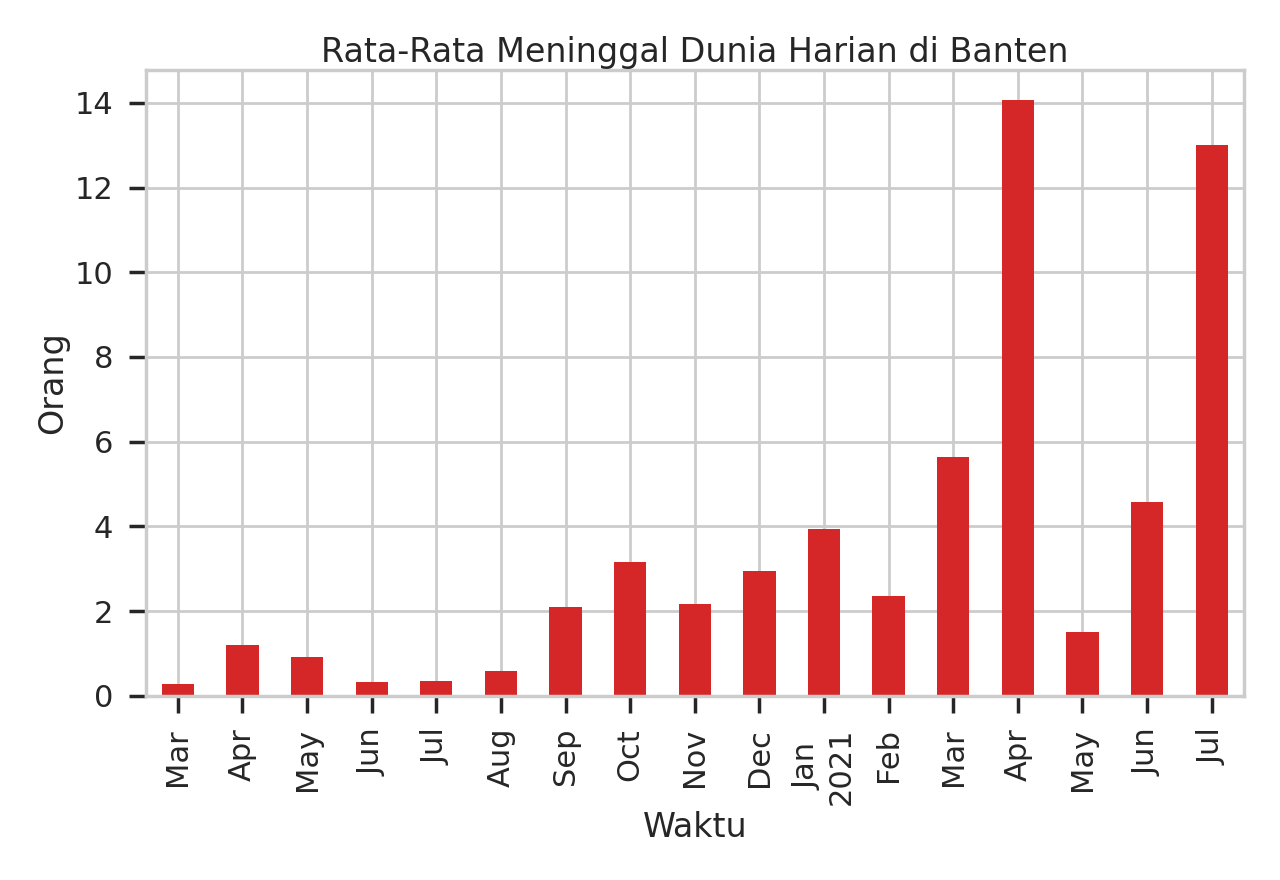 Rata-Rata Meninggal Dunia Harian di Banten
14
12
10
8
6
4
2
0
Orang
Mar
Apr
May
Jun
Jul
Aug
Sep
Oct
Nov
Dec
Jan
2021
Feb
Mar
Apr
May
Jun
Jul
Waktu